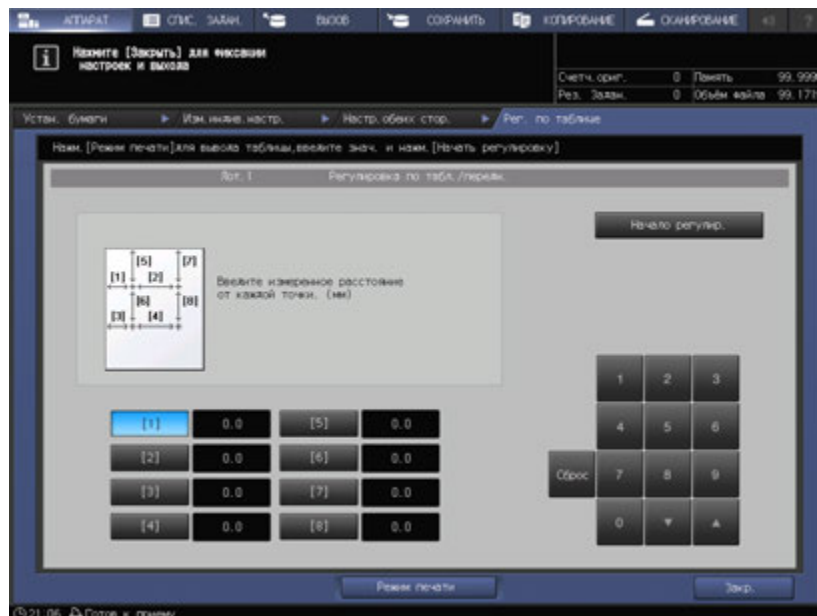 АППАРАТ СПИС. ЗАДАН. ВЫЗОВ СОХРАНИТЬ КОПИРОВАНИЕ СКАНИРОВАНИЕ
Нажмите [Закрыть] для фиксации
настроек и выхода
Счетч.ориг. 0 Память 99.999
Рез. Задан. 0 Объём файла
Устан. бумаги Изм.индив.настр. Настр.обеих стор. Рег. по таблице
Нажм.[Режим печати]для вывода таблицы,введите знач. и нажм.[Начать регулировку]
Лот.1 Регулировка по табл./передн.
Начало регулир.
[5] [7]
[1] [2]
[6] [8]
[3] [4]
Введите измеренное расстояние
от каждой точки. (мм)
1 2 3
[1] 0.0 [5] 0.0 4 5 6
[2] 0.0 [6] 0.0
Сброс 7 8 9
[3] 0.0 [7] 0.0
[4] 0.0 [8] 0.0 0
Режим печати Закр.
21:06 Готов к приему